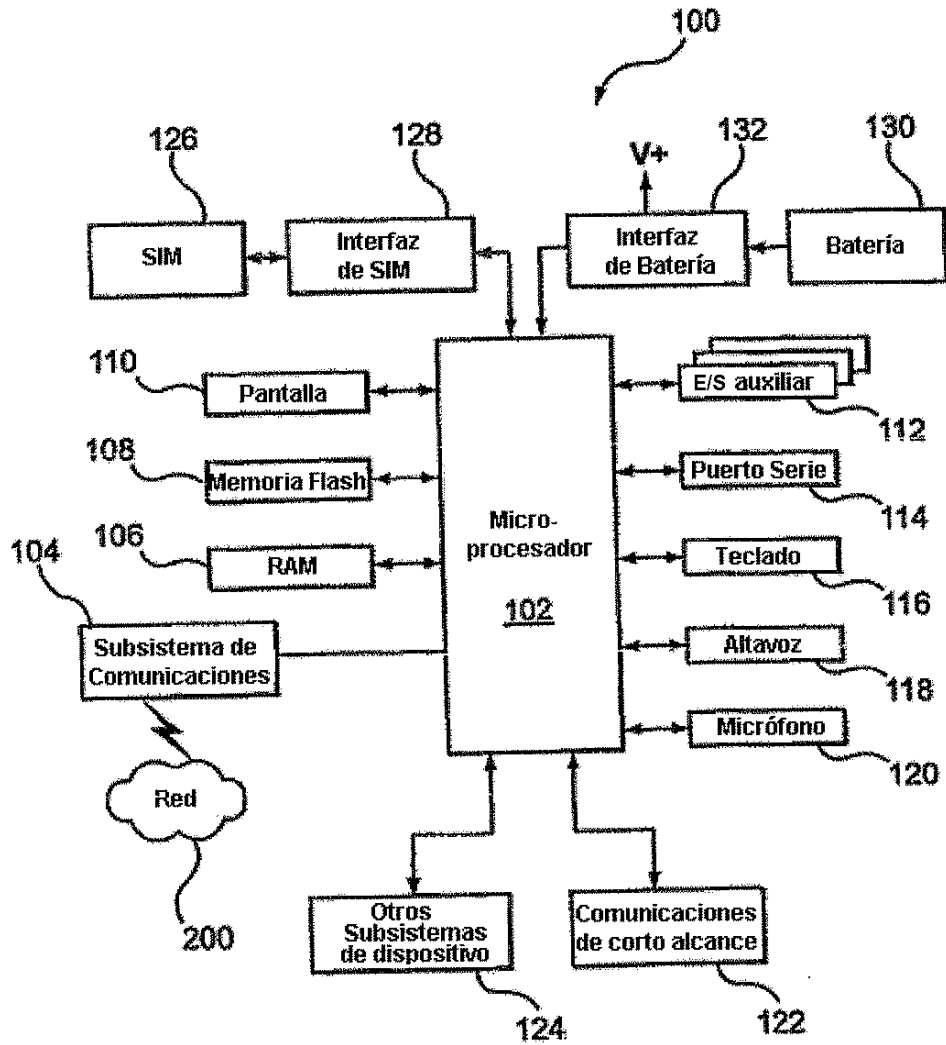 100
126
128
132
130
V+
SIM
Interfaz
de SIM
Interfaz
de Batería
Batería
110
Pantalla
E/S auxiliar
112
108
Memoria Flash
Puerto Serie
114
Micro-
procesador
102
106
RAM
Teclado
116
104
Subsistema de
Comunicaciones
Altavoz
118
Micrófono
120
Red
200
Otros
Subsistemas
de dispositivo
124
Comunicaciones
de corto alcance
122